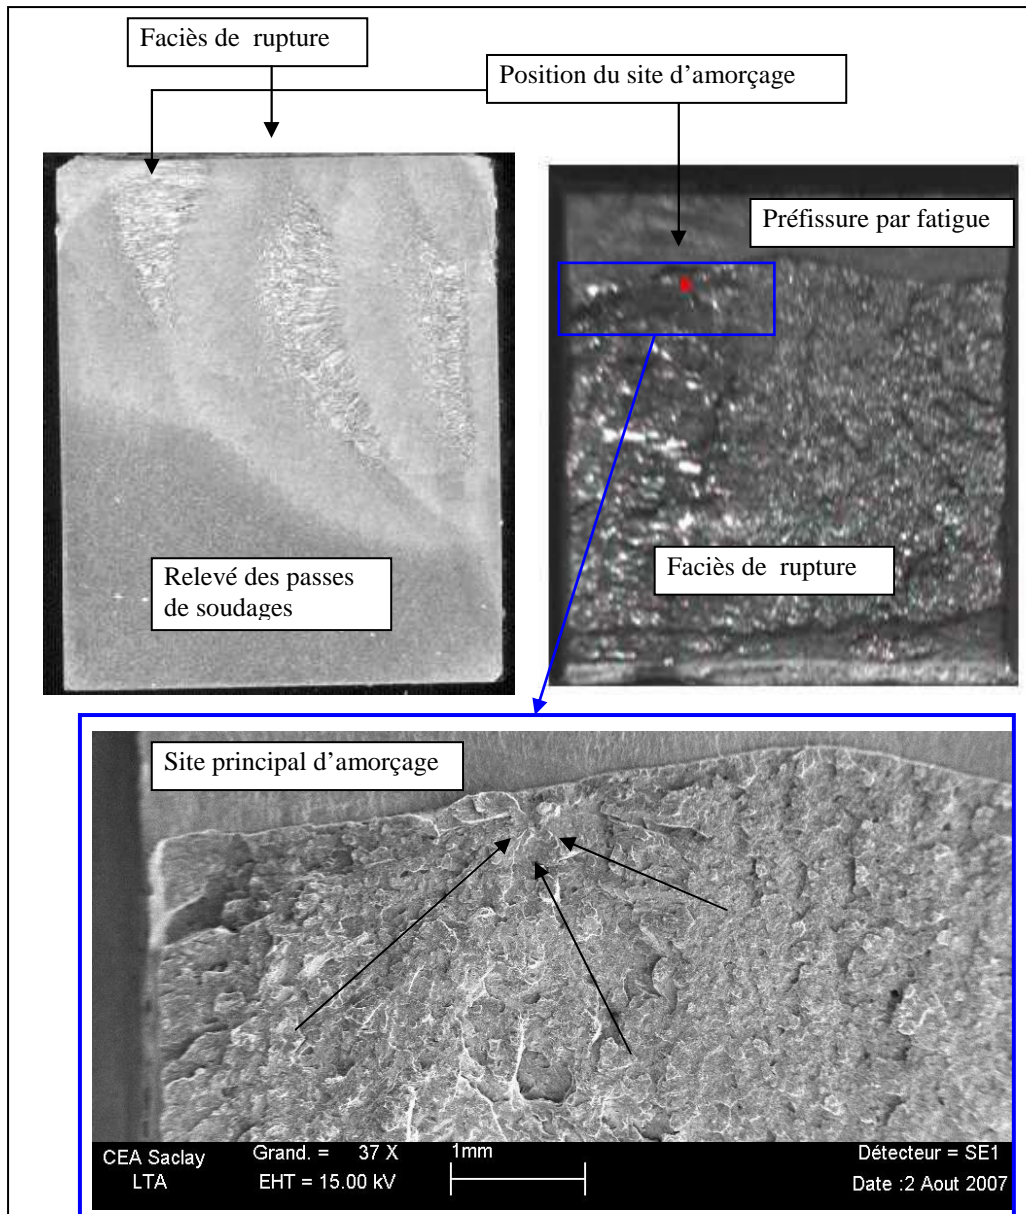 Faciès de rupture
Position du site d'amorçage
Préfissure par fatigue
Relevé des passes
de soudages
Faciès de rupture
Site principal d'amorçage
CEA Saclay
LTA
Grand. = 37 X
EHT = 15.00 kV
1mm
Détecteur = SE1
Date :2 Aout 2007